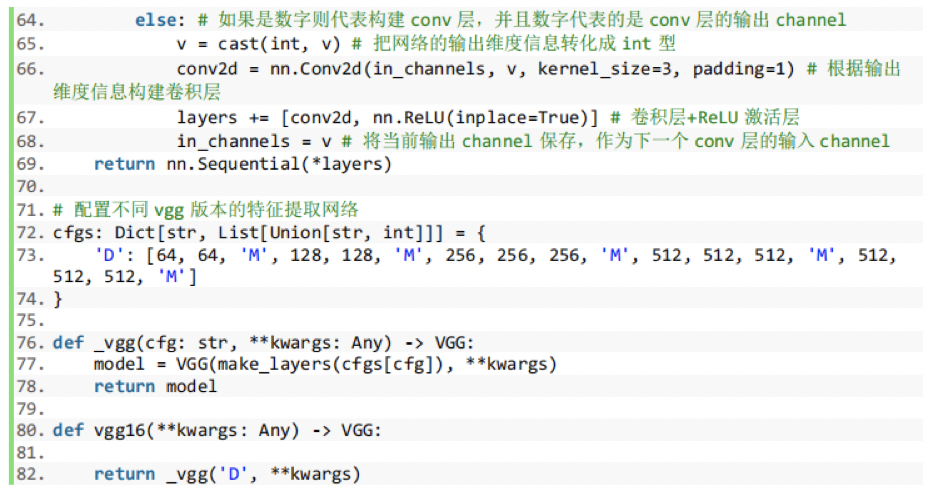 64.         else: # 如果是数字则代表构建 conv 层，并且数字代表的是 conv 层的输出 channel
65.             v = cast(int, v) # 把网络的输出维度信息转化成 int 型
66.             conv2d = nn.Conv2d(in_channels, v, kernel_size=3, padding=1) # 根据输出
维度信息构建卷积层
67.             layers += [conv2d, nn.ReLU(inplace=True)] # 卷积层+ReLU 激活层
68.             in_channels = v # 将当前输出 channel 保存，作为下一个 conv 层的输入 channel
69.     return nn.Sequential(*layers)
70.
71. # 配置不同 vgg 版本的特征提取网络
72. cfgs: Dict[str, List[Union[str, int]]] = {
73.     'D': [64, 64, 'M', 128, 128, 'M', 256, 256, 256, 'M', 512, 512, 512, 'M', 512,
512, 512, 'M']
74. }
75.
76. def _vgg(cfg: str, **kwargs: Any) -> VGG:
77.     model = VGG(make_layers(cfgs[cfg]), **kwargs)
78.     return model
79.
80. def vgg16(**kwargs: Any) -> VGG:
81.
82.     return _vgg('D', **kwargs)